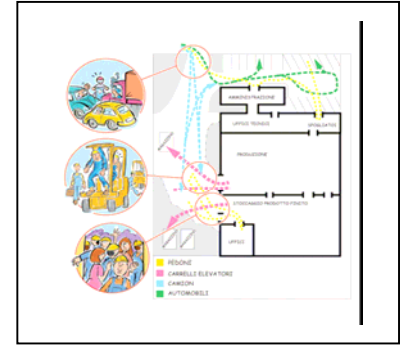 AMMINISTRAZIONE
UFFICIO TECNICO
SPOGLIATOI
PRODUZIONE
STOCCAGGIO PRODOTTO FINITO
UFFICI
PEDONI
CARRELLI ELEVATORI
CAMION
AUTOMOBILI